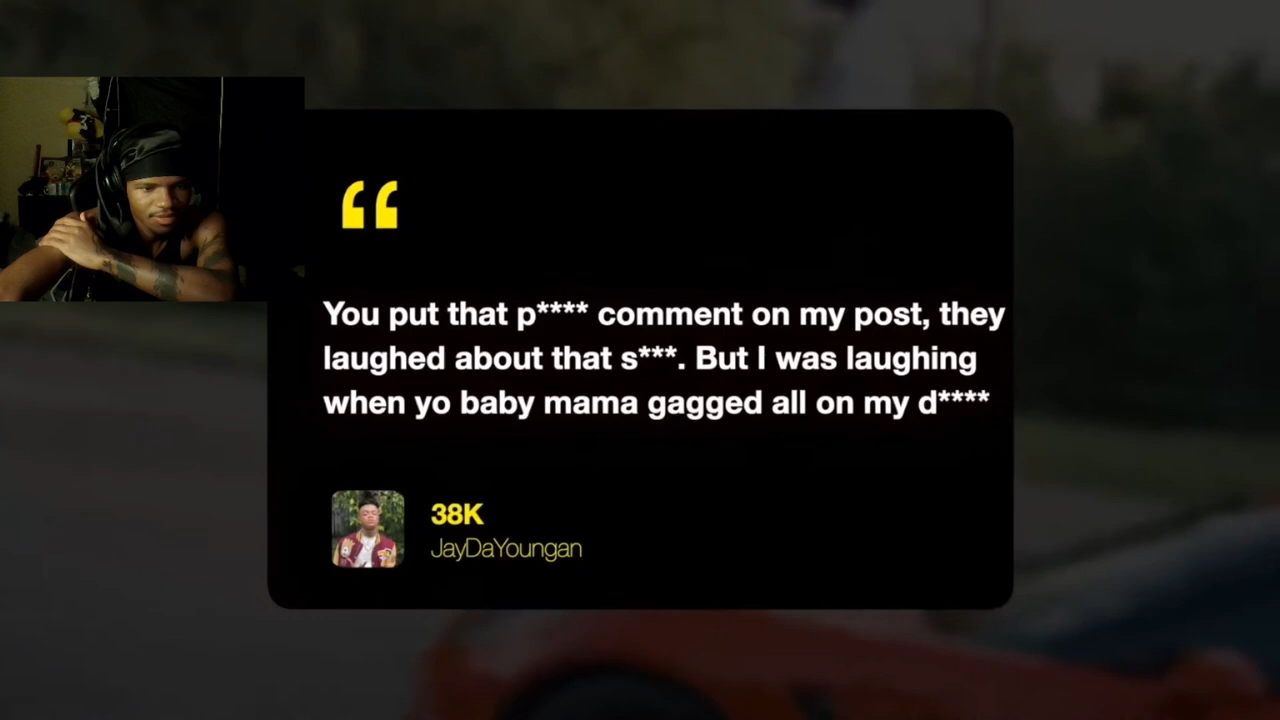 “
You put that p**** comment on my post, they
laughed about that s***. But I was laughing
when yo baby mama gagged all on my d****
38K
JayDaYoungan